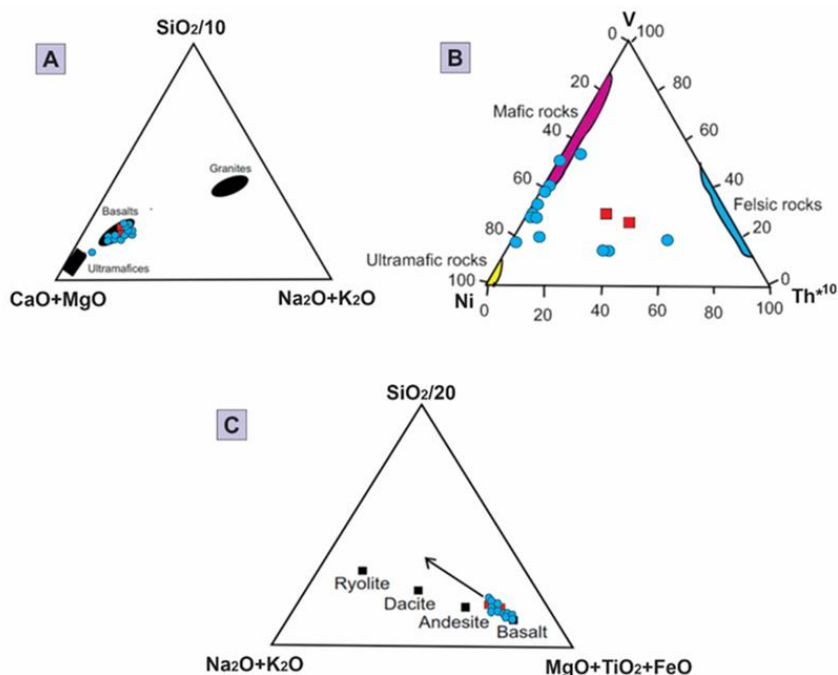 A
SiO2/10
Granites
Basalts
Ultramafices
CaO+MgO
Na2O+K2O
B
V
0
100
20
80
Mafic rocks
40
60
60
40
Felsic rocks
80
20
Ultramafic rocks
100
0
Ni
Th*10
0
20
40
60
80
100
C
SiO2/20
Ryolite
Dacite
Andesite
Basalt
Na2O+K2O
MgO+TiO2+FeO